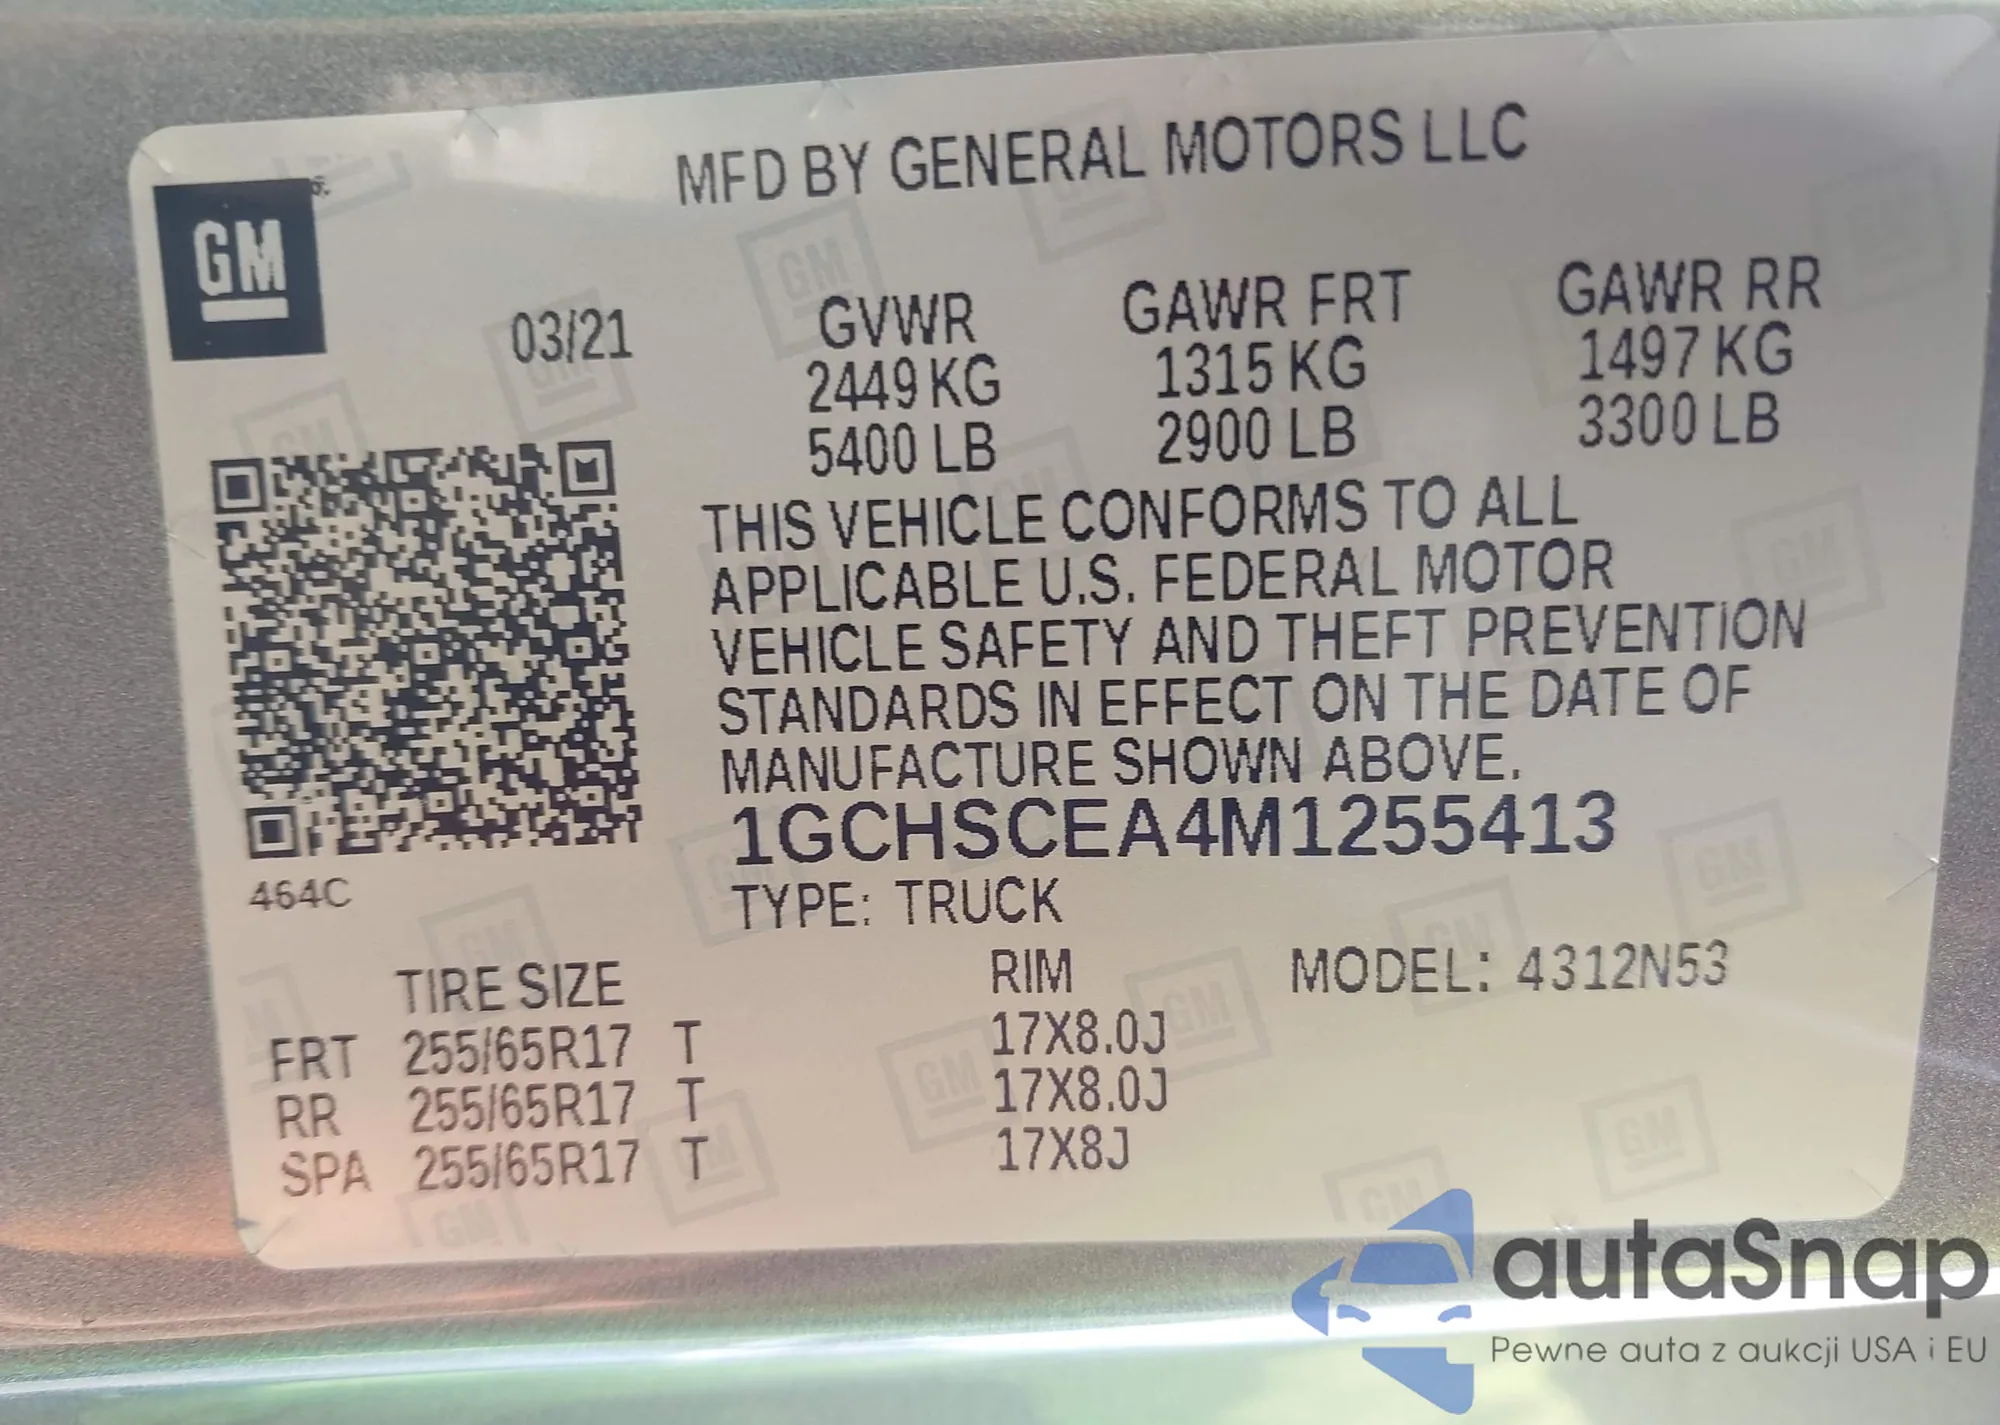 MFD BY GENERAL MOTORS LLC
GM
03/21 GVWR GAWR FRT GAWR RR
2449 KG 1315 KG 1497 KG
5400 LB 2900 LB 3300 LB
THIS VEHICLE CONFORMS TO ALL
APPLICABLE U.S. FEDERAL MOTOR
VEHICLE SAFETY AND THEFT PREVENTION
STANDARDS IN EFFECT ON THE DATE OF
MANUFACTURE SHOWN ABOVE.
1GCHSCEA4M1255413
464C
TYPE: TRUCK
TIRE SIZE RIM MODEL: 4312N53
FRT 255/65R17 T 17X8.0J
RR 255/65R17 T 17X8.0J
SPA 255/65R17 T 17X8J
autaSnap
Pewne auta z aukcji USA i EU